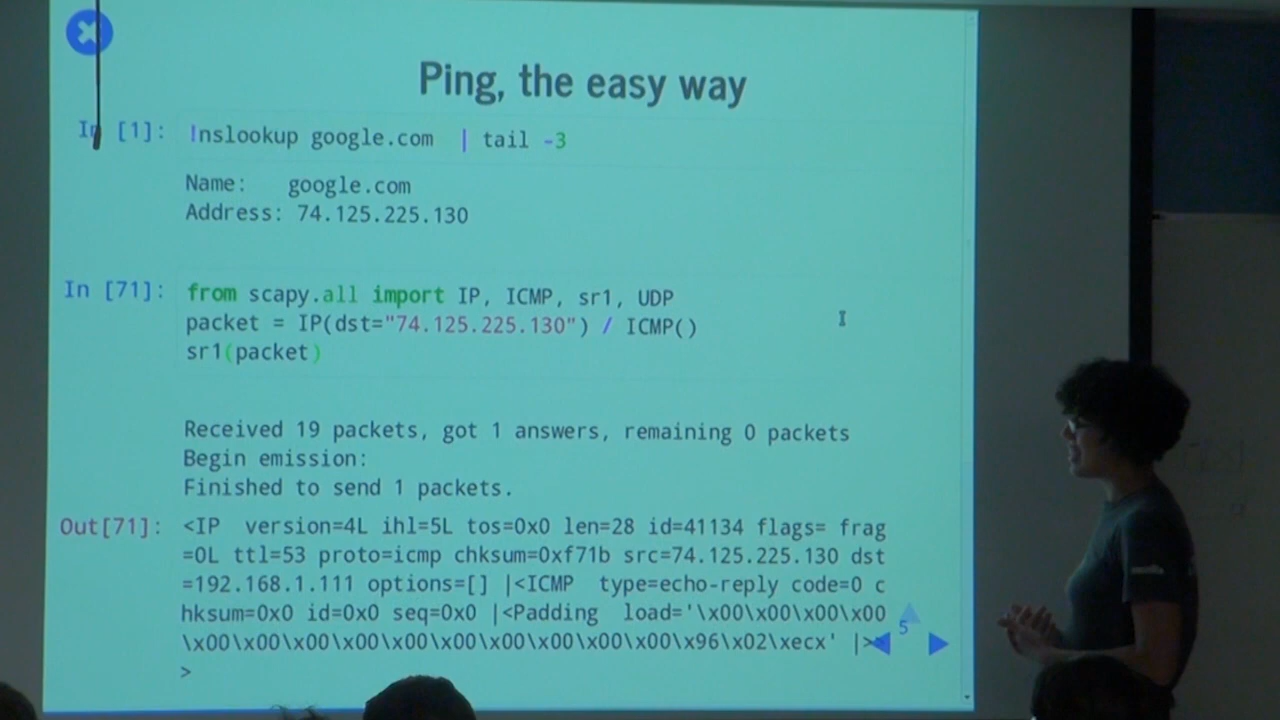 Ping, the easy way
In [1]: !nslookup google.com | tail -3
Name: google.com
Address: 74.125.225.130
In [71]: from scapy.all import IP, ICMP, sr1, UDP
packet = IP(dst="74.125.225.130") / ICMP()
sr1(packet)
Received 19 packets, got 1 answers, remaining 0 packets
Begin emission:
Finished to send 1 packets.
Out[71]: <IP version=4L ihl=5L tos=0x0 len=28 id=41134 flags= frag
=0L ttl=53 proto=icmp chksum=0xf71b src=74.125.225.130 dst
=192.168.1.111 options=[] |<ICMP type=echo-reply code=0 c
hksum=0x0 id=0x0 seq=0x0 |<Padding load='\x00\x00\x00\x00
\x00\x00\x00\x00\x00\x00\x00\x00\x00\x00\x96\x02\xecx' |>>
>
5